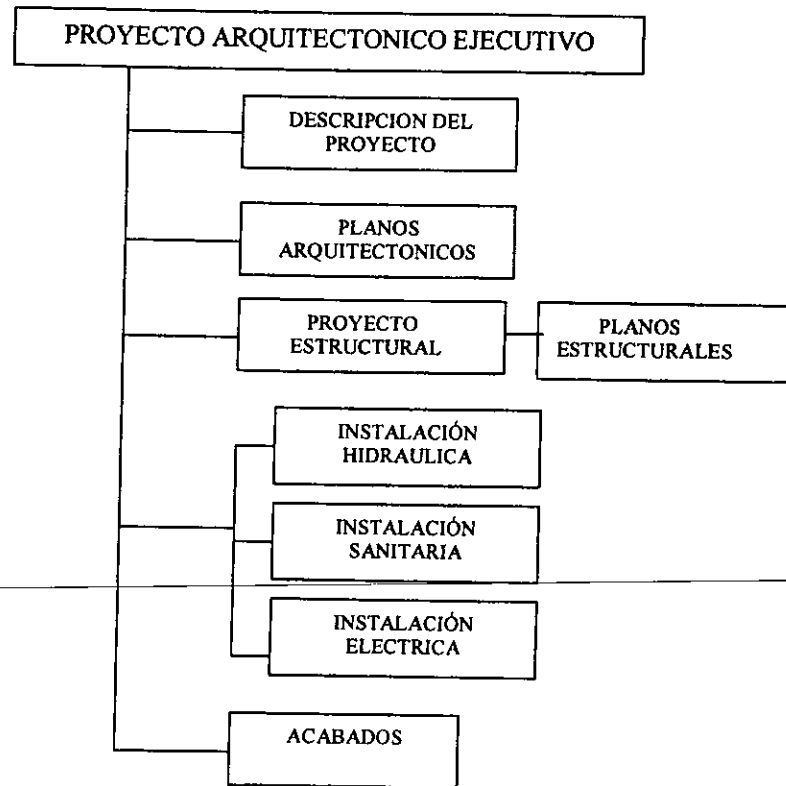 PROYECTO ARQUITECTONICO EJECUTIVO
DESCRIPCION DEL
PROYECTO
PLANOS
ARQUITECTONICOS
PROYECTO
ESTRUCTURAL
PLANOS
ESTRUCTURALES
INSTALACIÓN
HIDRAULICA
INSTALACIÓN
SANITARIA
INSTALACIÓN
ELECTRICA
ACABADOS